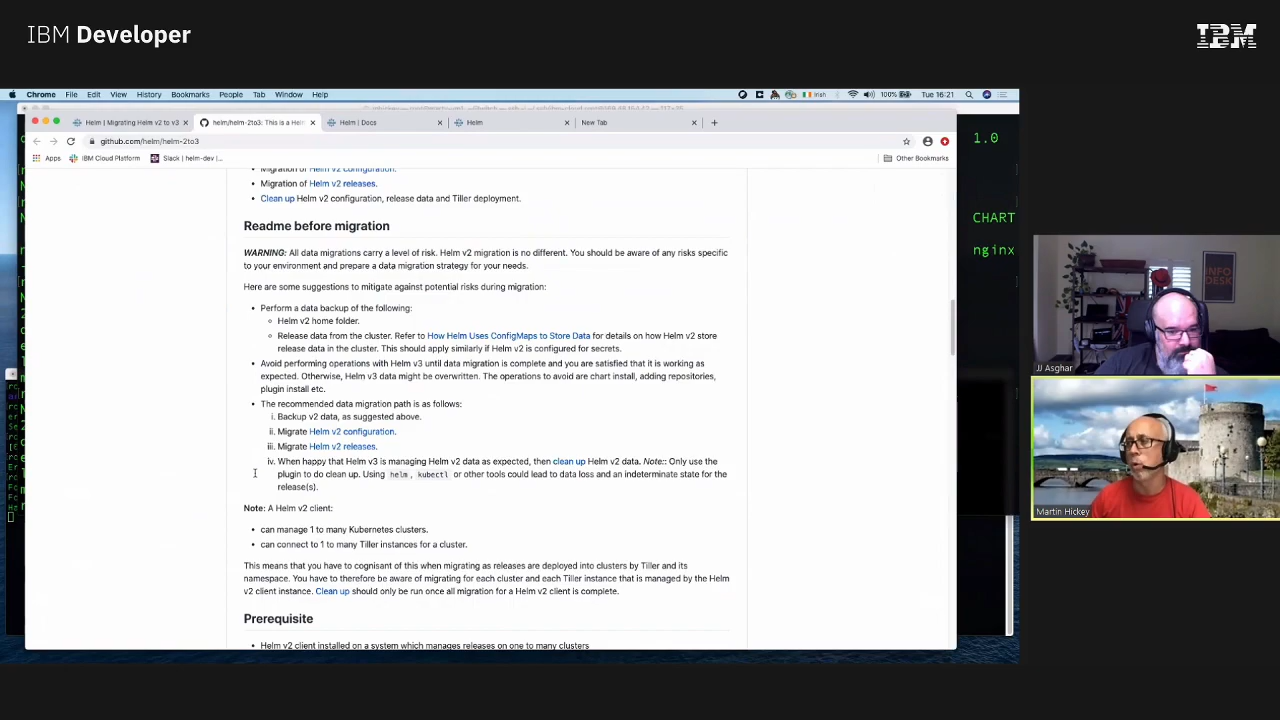 IBM Developer
IBM
Chrome File Edit View History Bookmarks People Tab Window Help
Irish 100% Tue 16:21
Helm | Migrating Helm v2 to v3
helm/helm-2to3: This is a Helm
Helm | Docs
Helm
New Tab
github.com/helm/helm-2to3
Apps IBM Cloud Platform Slack | helm-dev |...
Other Bookmarks
1.0
CHART
nginx
Migration of Helm v2 configuration.
Migration of Helm v2 releases.
Clean up Helm v2 configuration, release data and Tiller deployment.
Readme before migration
WARNING: All data migrations carry a level of risk. Helm v2 migration is no different. You should be aware of any risks specific
to your environment and prepare a data migration strategy for your needs.
Here are some suggestions to mitigate against potential risks during migration:
Perform a data backup of the following:
Helm v2 home folder.
Release data from the cluster. Refer to How Helm Uses ConfigMaps to Store Data for details on how Helm v2 store
release data in the cluster. This should apply similarly if Helm v2 is configured for secrets.
Avoid performing operations with Helm v3 until data migration is complete and you are satisfied that it is working as
expected. Otherwise, Helm v3 data might be overwritten. The operations to avoid are chart install, adding repositories,
plugin install etc.
The recommended data migration path is as follows:
i. Backup v2 data, as suggested above.
ii. Migrate Helm v2 configuration.
iii. Migrate Helm v2 releases.
iv. When happy that Helm v3 is managing Helm v2 data as expected, then clean up Helm v2 data. Note:: Only use the
plugin to do clean up. Using helm, kubectl or other tools could lead to data loss and an indeterminate state for the
release(s).
Note: A Helm v2 client:
can manage 1 to many Kubernetes clusters.
can connect to 1 to many Tiller instances for a cluster.
This means that you have to cognisant of this when migrating as releases are deployed into clusters by Tiller and its
namespace. You have to therefore be aware of migrating for each cluster and each Tiller instance that is managed by the Helm
v2 client instance. Clean up should only be run once all migration for a Helm v2 client is complete.
Prerequisite
Helm v2 client installed on a system which manages releases on one to many clusters
JJ Asghar
Martin Hickey